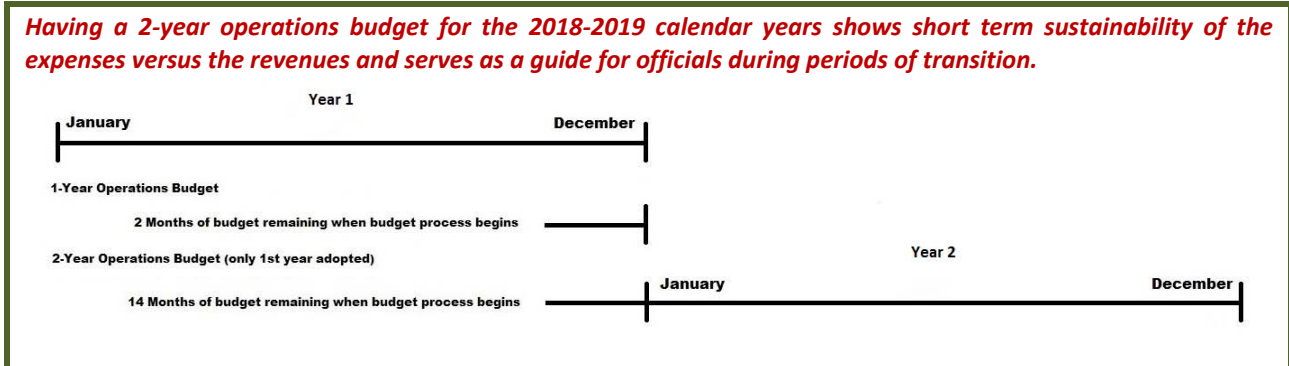 Having a 2-year operations budget for the 2018-2019 calendar years shows short term sustainability of the
expenses versus the revenues and serves as a guide for officials during periods of transition.
Year 1
January December
1-Year Operations Budget
2 Months of budget remaining when budget process begins
2-Year Operations Budget (only 1st year adopted)
Year 2
January December
14 Months of budget remaining when budget process begins